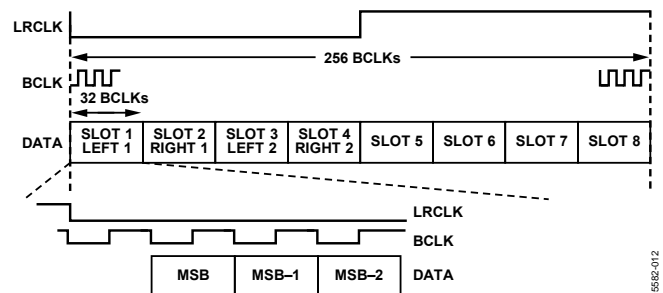 LRCLK
256 BCLKs
BCLK
32 BCLKs
DATA
SLOT 1
LEFT 1
SLOT 2
RIGHT 1
SLOT 3
LEFT 2
SLOT 4
RIGHT 2
SLOT 5
SLOT 6
SLOT 7
SLOT 8
LRCLK
BCLK
MSB
MSB–1
MSB–2
DATA
5582-012